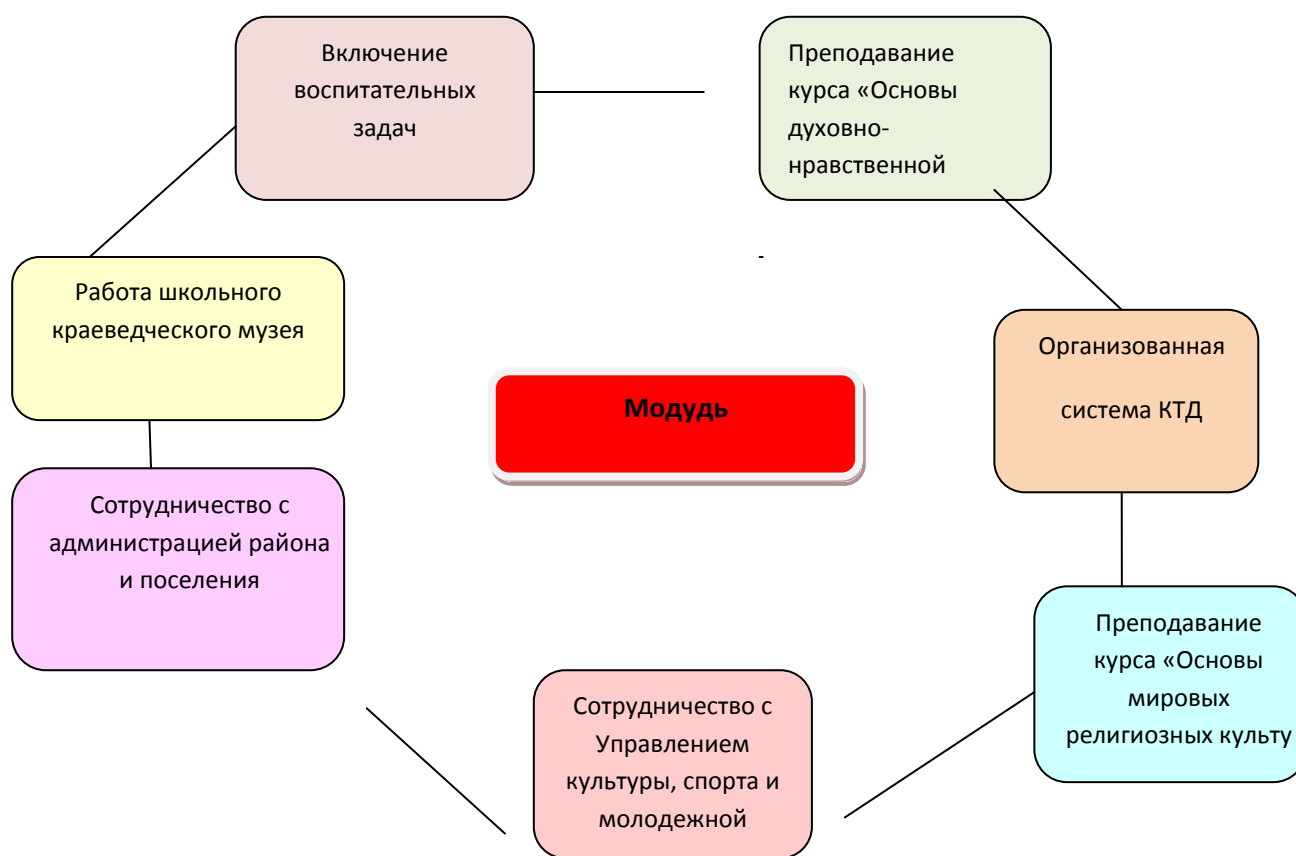 Включение
воспитательных
задач
Преподавание
курса «Основы
духовно-
нравственной
Работа школьного
краеведческого музея
-
Организованная
система КТД
Модудь
Сотрудничество с
администрацией района
и поселения
Преподавание
курса «Основы
мировых
религиозных культу
Сотрудничество с
Управлением
культуры, спорта и
молодежной